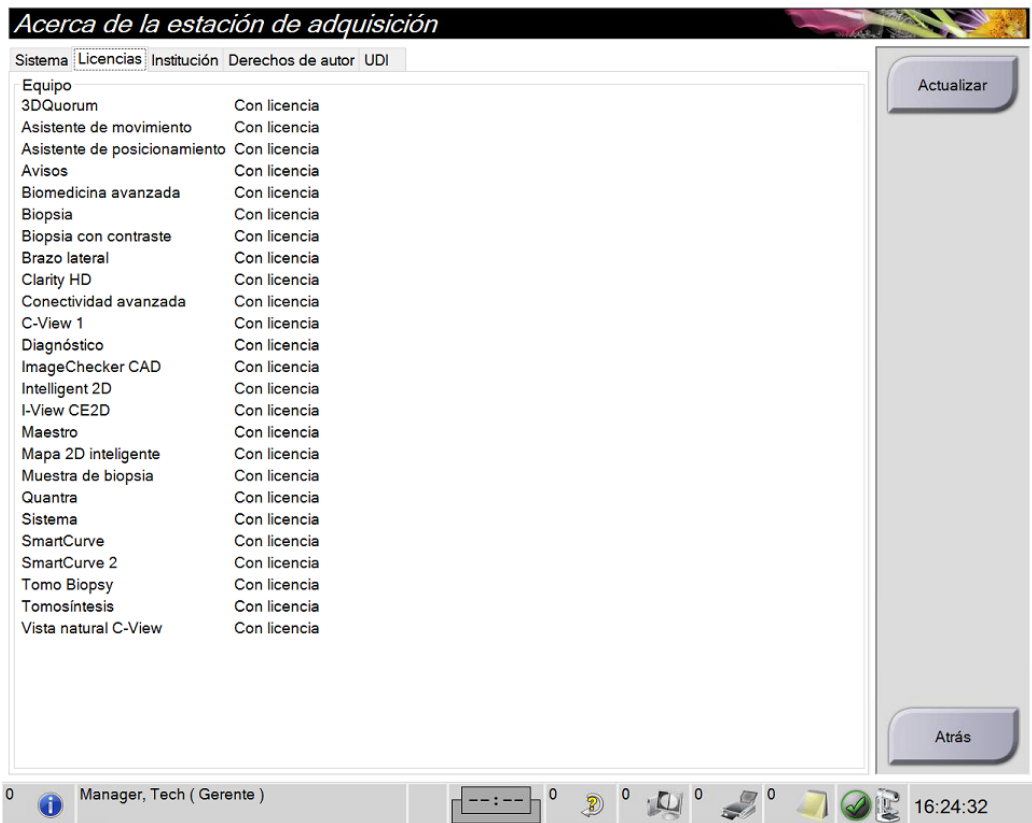 Acerca de la estación de adquisición
Sistema Licencias Institución Derechos de autor UDI
Actualizar
Equipo
3DQuorum Con licencia
Asistente de movimiento Con licencia
Asistente de posicionamiento Con licencia
Avisos Con licencia
Biomedicina avanzada Con licencia
Biopsia Con licencia
Biopsia con contraste Con licencia
Brazo lateral Con licencia
Clarity HD Con licencia
Conectividad avanzada Con licencia
C-View 1 Con licencia
Diagnóstico Con licencia
ImageChecker CAD Con licencia
Intelligent 2D Con licencia
I-View CE2D Con licencia
Maestro Con licencia
Mapa 2D inteligente Con licencia
Muestra de biopsia Con licencia
Quantra Con licencia
Sistema Con licencia
SmartCurve Con licencia
SmartCurve 2 Con licencia
Tomo Biopsy Con licencia
Tomosíntesis Con licencia
Vista natural C-View Con licencia
Atrás
0 Manager, Tech ( Gerente ) --:-- 0 0 0 0 16:24:32